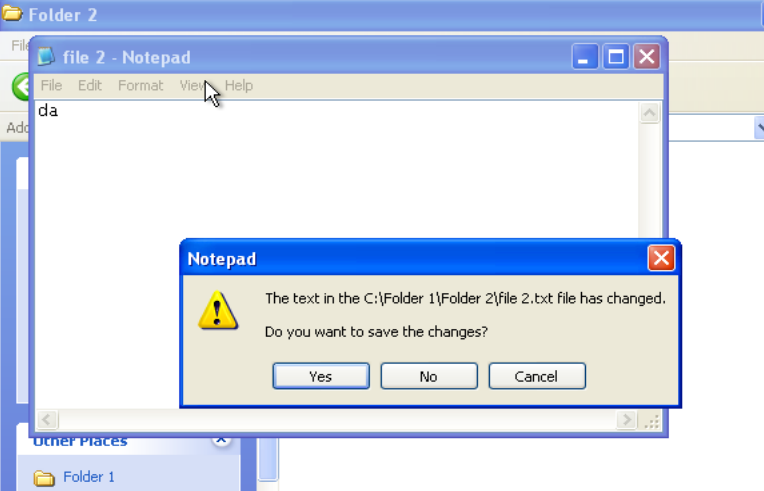 Folder 2
file 2 - Notepad
File Edit Format View Help
da
Notepad
The text in the C:\Folder 1\Folder 2\file 2.txt file has changed.
Do you want to save the changes?
Yes No Cancel
Other Places
Folder 1